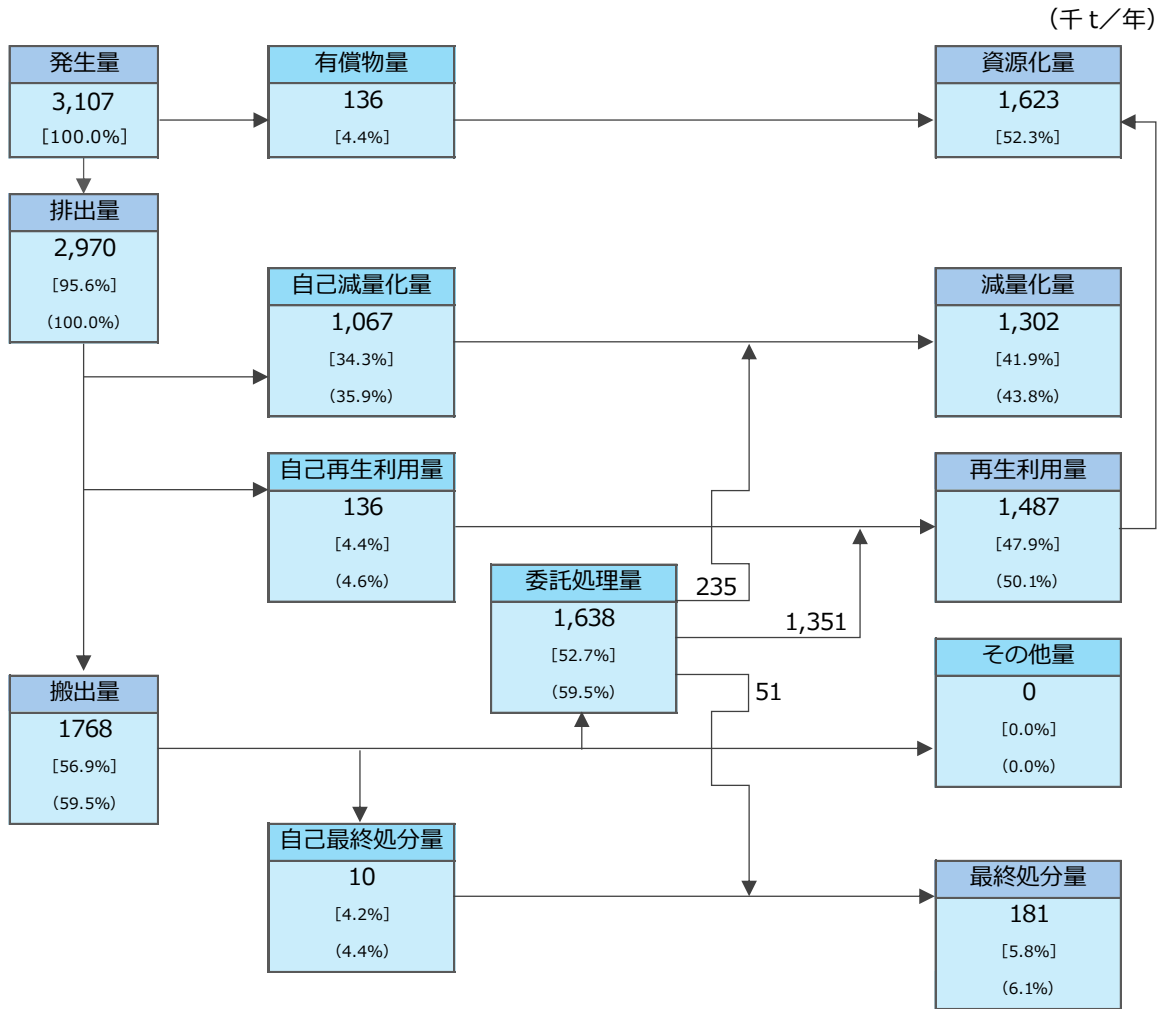 （千 t／年）
発生量
3,107
[100.0%]
有償物量
136
[4.4%]
資源化量
1,623
[52.3%]
排出量
2,970
[95.6%]
(100.0%)
自己減量化量
1,067
[34.3%]
(35.9%)
減量化量
1,302
[41.9%]
(43.8%)
自己再生利用量
136
[4.4%]
(4.6%)
再生利用量
1,487
[47.9%]
(50.1%)
委託処理量
1,638
[52.7%]
(59.5%)
235
1,351
51
その他量
0
[0.0%]
(0.0%)
搬出量
1768
[56.9%]
(59.5%)
自己最終処分量
10
[4.2%]
(4.4%)
最終処分量
181
[5.8%]
(6.1%)